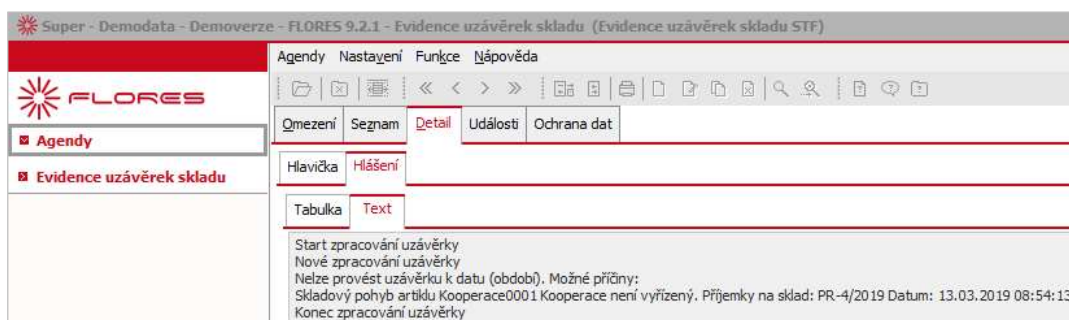 Super - Demodata - Demoverze - FLORES 9.2.1 - Evidence uzávěrek skladu (Evidence uzávěrek skladu STF)
Agendy Nastavení Funkce Nápověda
FLORES
Omezení Seznam Detail Události Ochrana dat
Agendy
Hlavička Hlášení
Evidence uzávěrek skladu
Tabulka Text
Start zpracování uzávěrky
Nové zpracování uzávěrky
Nelze provést uzávěrku k datu (období). Možné příčiny:
Skladový pohyb artiklu Kooperace0001 Kooperace není vyřízený. Příjemky na sklad: PR-4/2019 Datum: 13.03.2019 08:54:13
Konec zpracování uzávěrky